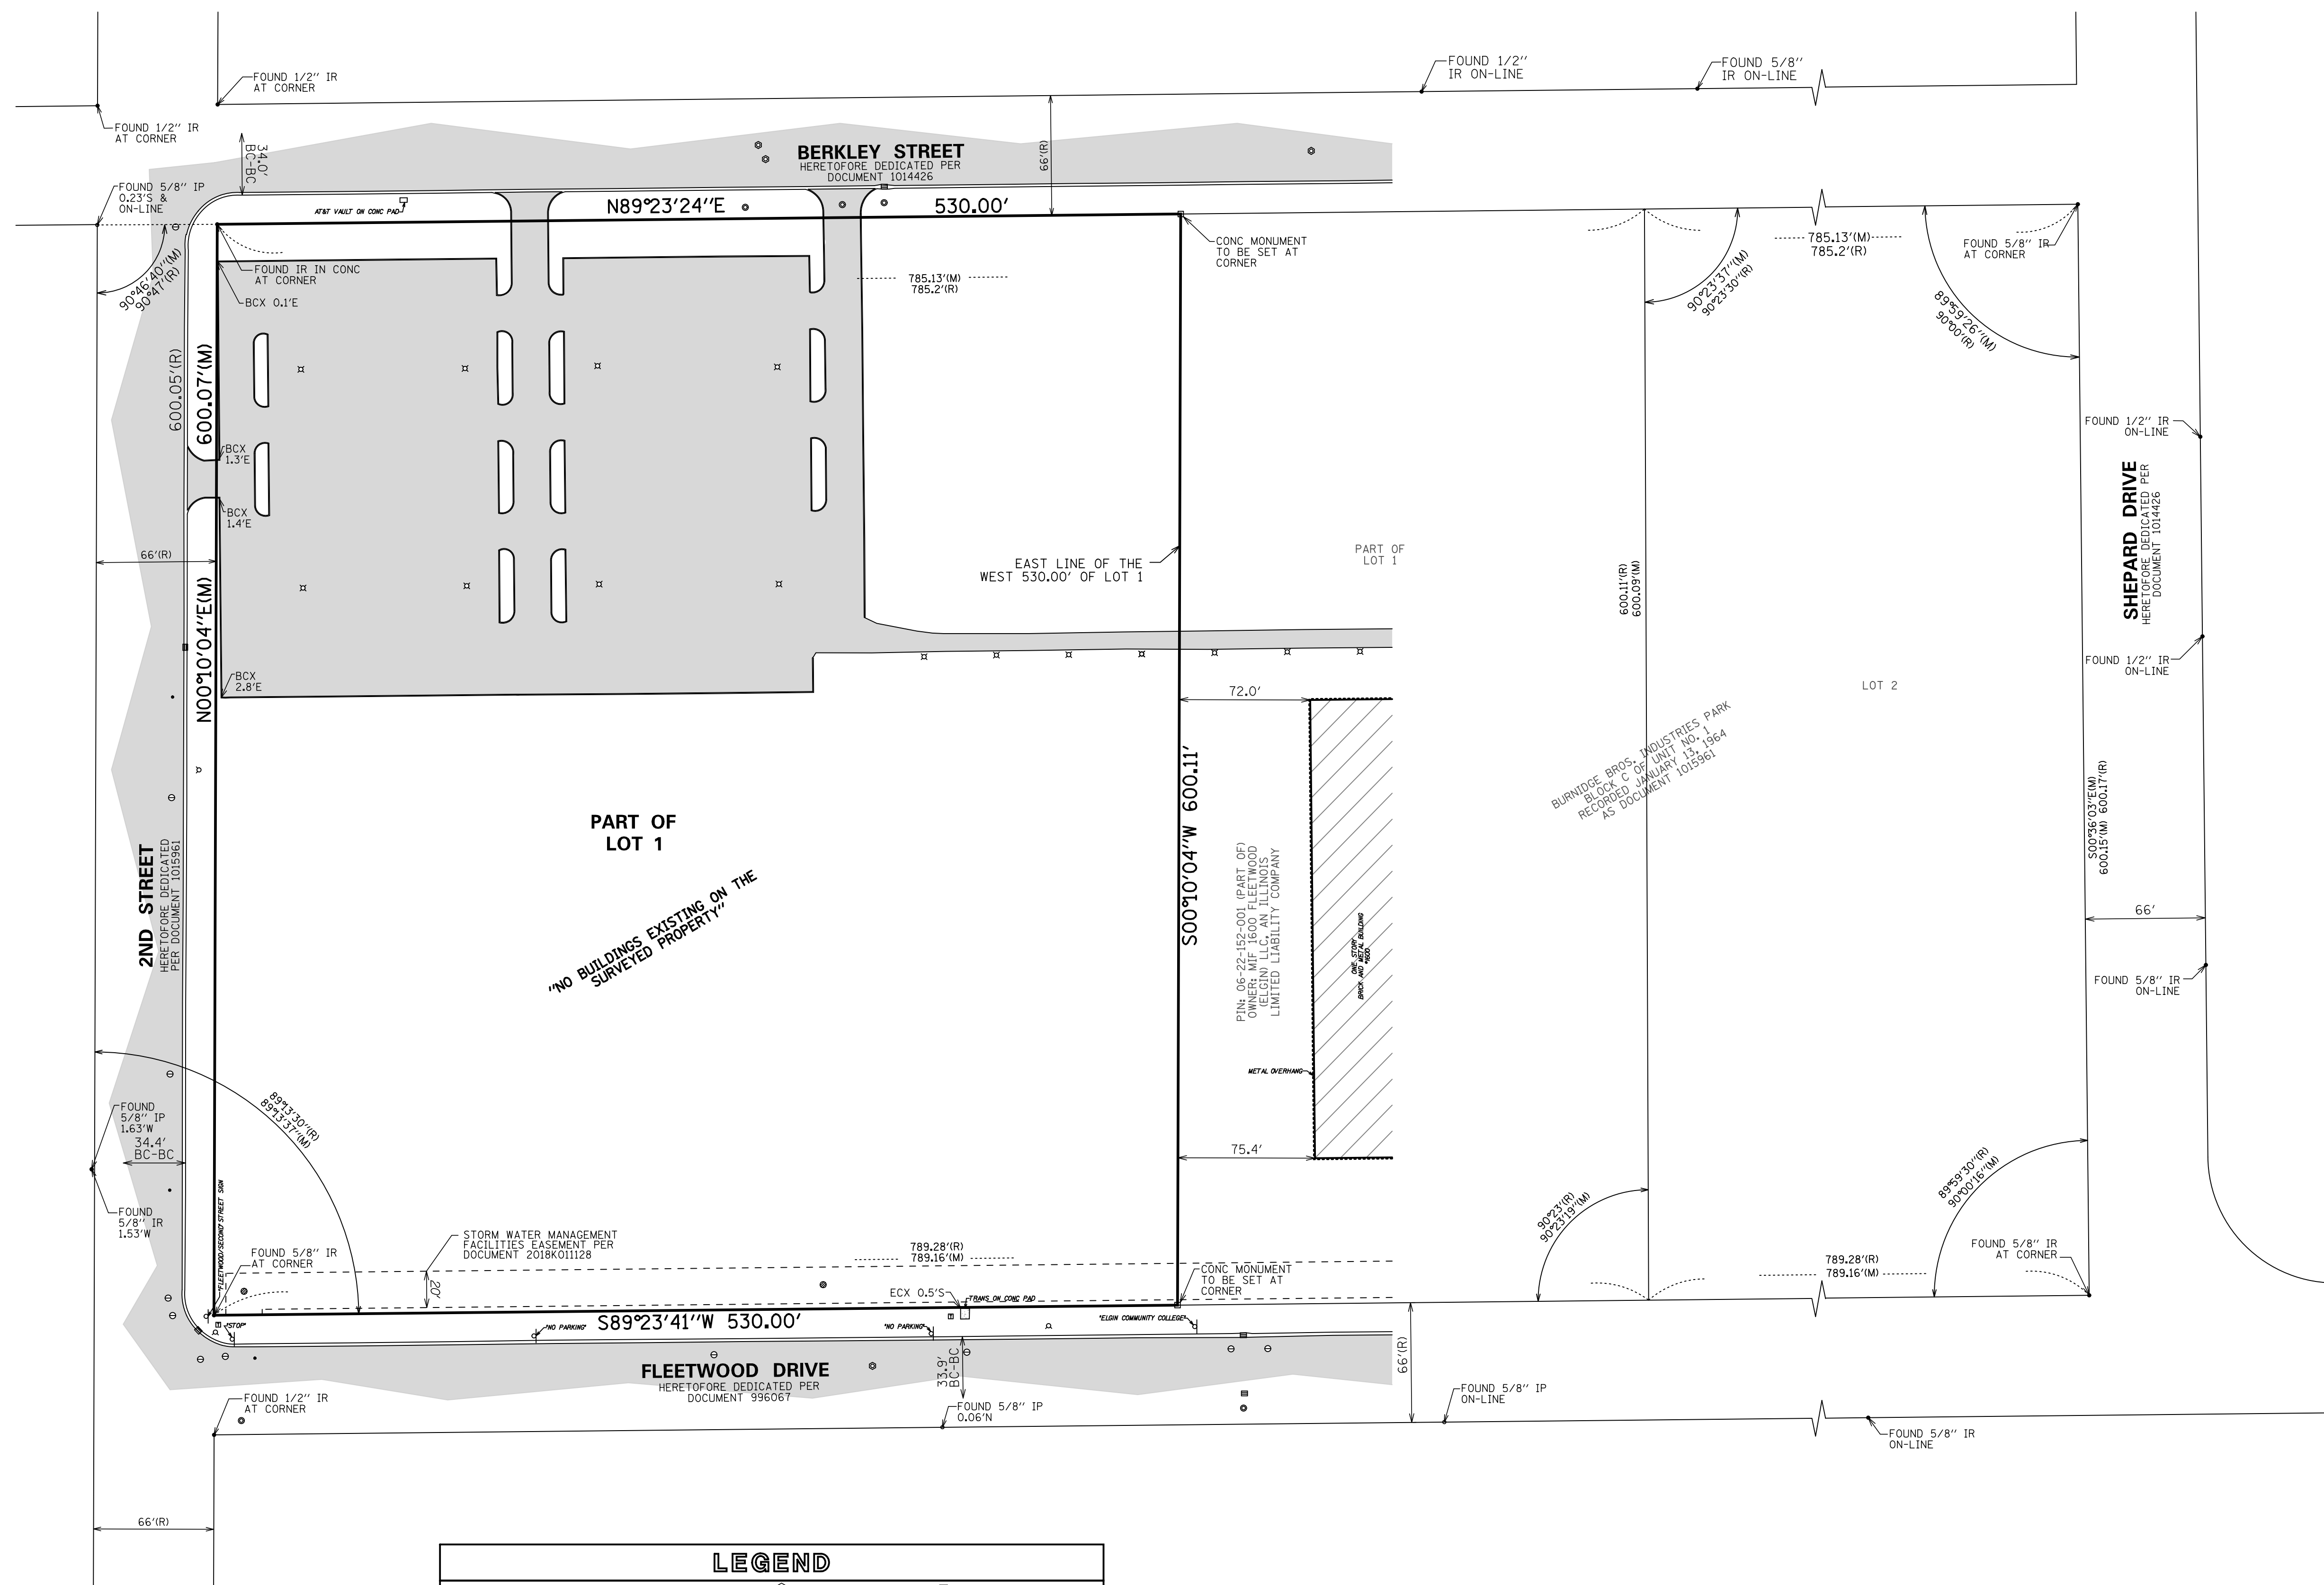 FOUND 1/2" IR
AT CORNER
FOUND 1/2"
IR ON-LINE
FOUND 5/8"
IR ON-LINE
FOUND 1/2" IR
AT CORNER
34.0'
BC-BC
BERKLEY STREET
HERETOFORE DEDICATED PER
DOCUMENT 1014426
66'(R)
FOUND 5/8" IP
0.23'S &
ON-LINE
AT&T VAULT ON CONC PAD
N89°23'24"E
530.00'
CONC MONUMENT
TO BE SET AT
CORNER
785.13'(M)
785.2'(R)
FOUND 5/8" IR
AT CORNER
90°46'40"(M)
90°47'(R)
FOUND IR IN CONC
AT CORNER
BCX 0.1'E
785.13'(M)
785.2'(R)
90°23'37"(M)
90°23'30"(R)
89°59'26"(M)
90°00'(R)
600.05'(R)
600.07'(M)
BCX
1.3'E
BCX
1.4'E
66'(R)
N00°10'04"E(M)
BCX
2.8'E
EAST LINE OF THE
WEST 530.00' OF LOT 1
PART OF
LOT 1
600.11'(R)
600.09'(M)
FOUND 1/2" IR
ON-LINE
SHEPARD DRIVE
HERETOFORE DEDICATED PER
DOCUMENT 1014426
FOUND 1/2" IR
ON-LINE
LOT 2
72.0'
BURNIDGE BROS. INDUSTRIES PARK
BLOCK C OF UNIT NO. 1
RECORDED JANUARY 13, 1964
AS DOCUMENT 1015961
S00°10'04"W 600.11'
PART OF
LOT 1
"NO BUILDINGS EXISTING ON THE
SURVEYED PROPERTY"
2ND STREET
HERETOFORE DEDICATED
PER DOCUMENT 1015961
PIN: 06-22-152-001 (PART OF)
OWNER: MIF 1600 FLEETWOOD
(ELGIN) LLC, AN ILLINOIS
LIMITED LIABILITY COMPANY
ONE STORY
BRICK AND METAL BUILDING
*1600
S00°36'03"E(M)
600.15'(M) 600.17'(R)
66'
FOUND 5/8" IR
ON-LINE
METAL OVERHANG
89°13'30"(R)
89°13'37"(M)
FOUND
5/8" IP
1.63'W
34.4'
BC-BC
75.4'
FOUND
5/8" IR
1.53'W
90°23'(R)
90°23'19"(M)
89°59'30"(R)
90°00'16"(M)
"FLEETWOOD/SECOND" STREET SIGN
FOUND 5/8" IR
AT CORNER
STORM WATER MANAGEMENT
FACILITIES EASEMENT PER
DOCUMENT 2018K011128
20'
789.28'(R)
789.16'(M)
CONC MONUMENT
TO BE SET AT
CORNER
789.28'(R)
789.16'(M)
FOUND 5/8" IR
AT CORNER
ECX 0.5'S
TRANS ON CONC PAD
"STOP"
"NO PARKING"
S89°23'41"W 530.00'
"NO PARKING"
"ELGIN COMMUNITY COLLEGE"
FLEETWOOD DRIVE
HERETOFORE DEDICATED PER
DOCUMENT 996067
33.9'
BC-BC
66'(R)
FOUND 1/2" IR
AT CORNER
FOUND 5/8" IP
0.06'N
FOUND 5/8" IP
ON-LINE
FOUND 5/8" IR
ON-LINE
66'(R)
LEGEND